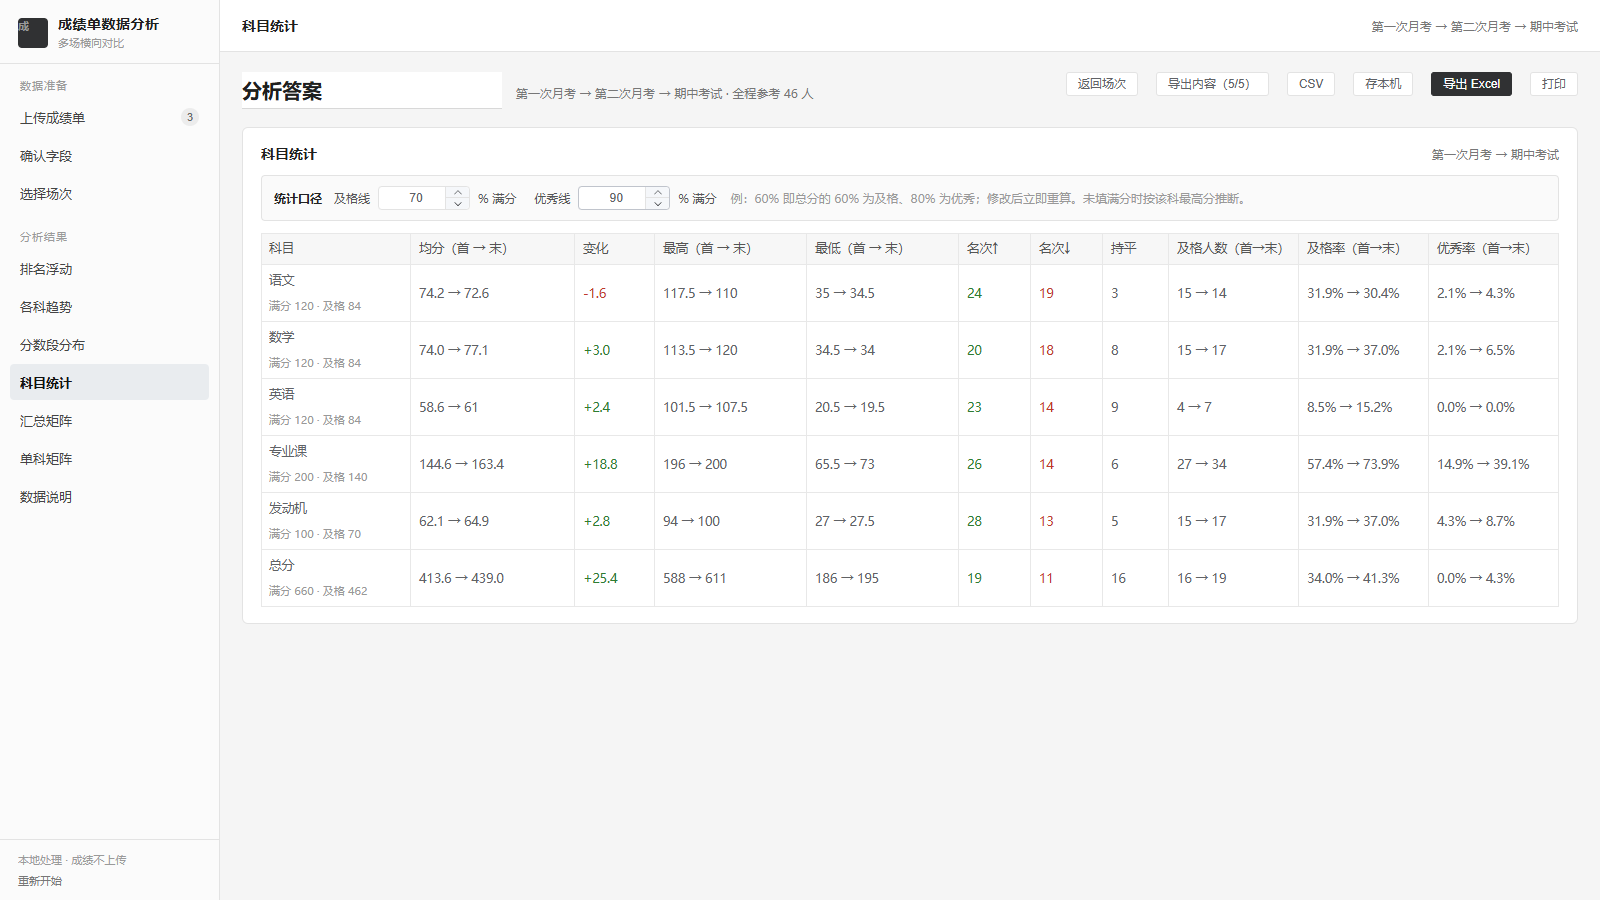 成
成绩单数据分析
多场横向对比
数据准备
上传成绩单 3
确认字段
选择场次
分析结果
排名浮动
各科趋势
分数段分布
科目统计
汇总矩阵
单科矩阵
数据说明
本地处理 · 成绩不上传
重新开始
科目统计 第一次月考 → 第二次月考 → 期中考试
分析答案 第一次月考 → 第二次月考 → 期中考试 · 全程参考 46 人 返回场次 导出内容（5/5） CSV 存本机 导出 Excel 打印
科目统计 第一次月考 → 期中考试
统计口径 及格线 70 % 满分 优秀线 90 % 满分 例：60% 即总分的 60% 为及格、80% 为优秀；修改后立即重算。未填满分时按该科最高分推断。
科目 均分（首 → 末） 变化 最高（首 → 末） 最低（首 → 末） 名次↑ 名次↓ 持平 及格人数（首→末） 及格率（首→末） 优秀率（首→末）
语文 74.2 → 72.6 -1.6 117.5 → 110 35 → 34.5 24 19 3 15 → 14 31.9% → 30.4% 2.1% → 4.3%
满分 120 · 及格 84
数学 74.0 → 77.1 +3.0 113.5 → 120 34.5 → 34 20 18 8 15 → 17 31.9% → 37.0% 2.1% → 6.5%
满分 120 · 及格 84
英语 58.6 → 61 +2.4 101.5 → 107.5 20.5 → 19.5 23 14 9 4 → 7 8.5% → 15.2% 0.0% → 0.0%
满分 120 · 及格 84
专业课 144.6 → 163.4 +18.8 196 → 200 65.5 → 73 26 14 6 27 → 34 57.4% → 73.9% 14.9% → 39.1%
满分 200 · 及格 140
发动机 62.1 → 64.9 +2.8 94 → 100 27 → 27.5 28 13 5 15 → 17 31.9% → 37.0% 4.3% → 8.7%
满分 100 · 及格 70
总分 413.6 → 439.0 +25.4 588 → 611 186 → 195 19 11 16 16 → 19 34.0% → 41.3% 0.0% → 4.3%
满分 660 · 及格 462